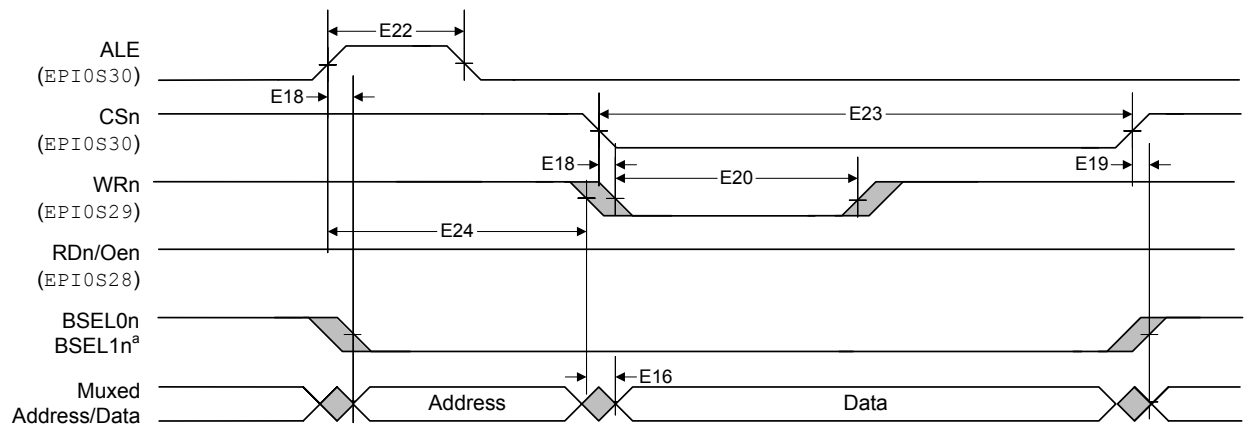 E22
ALE
(EPI0S30)
E18
CSn
E23
(EPI0S30)
E18
E19
WRn
E20
(EPI0S29)
E24
RDn/Oen
(EPI0S28)
BSEL0n
BSEL1nª
E16
Muxed
Address/Data
Address
Data